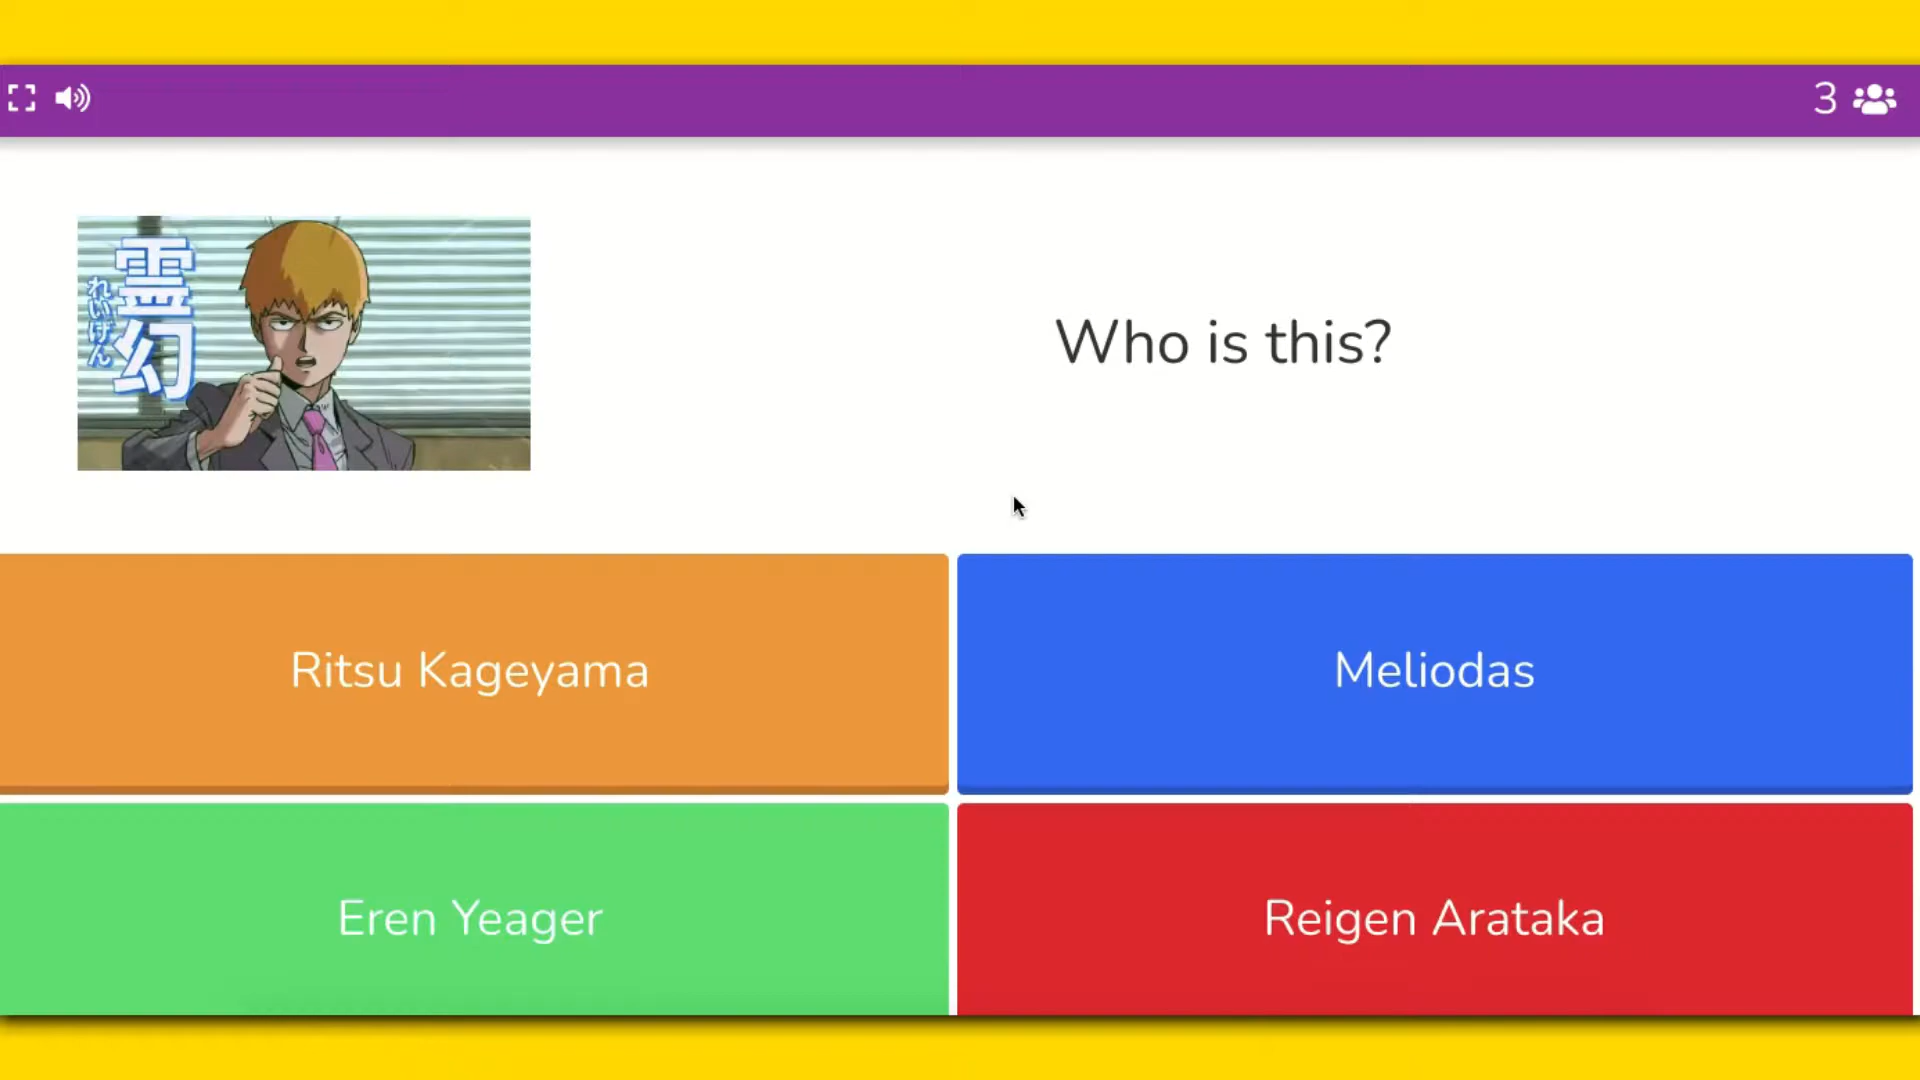 3
霊幻
れいげん
Who is this?
Ritsu Kageyama
Meliodas
Eren Yeager
Reigen Arataka